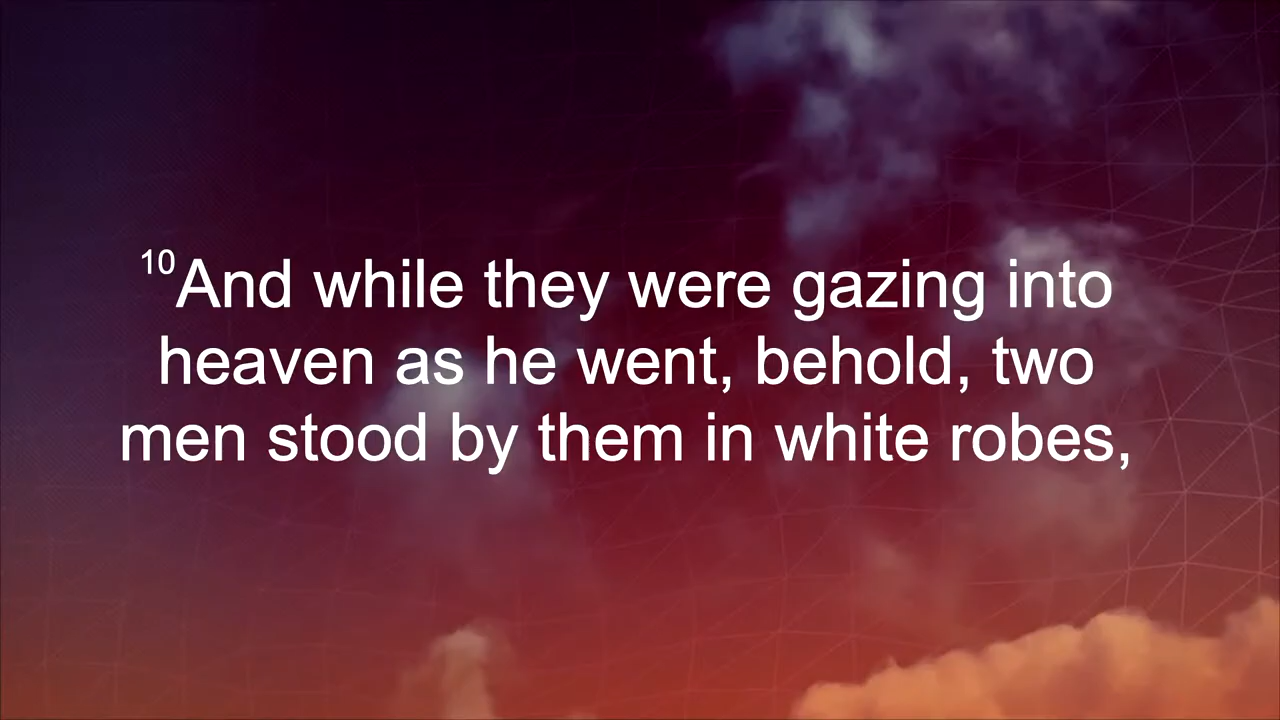 10And while they were gazing into
heaven as he went, behold, two
men stood by them in white robes,